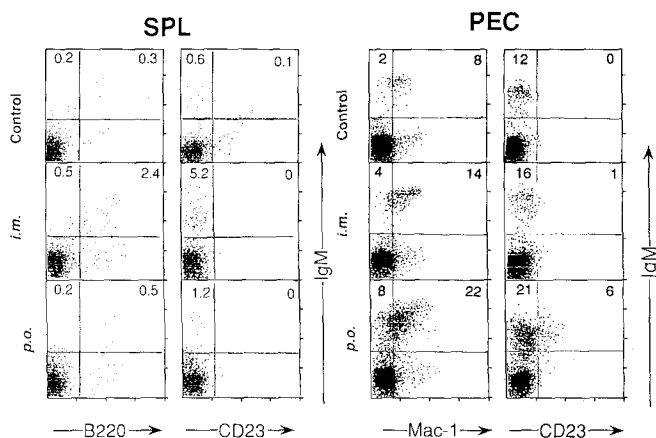 SPL PEC
0.2 0.3 0.6 0.1 2 8 12 0
Control Control
0.5 2.4 5.2 0 4 14 16 1
i.m. IgM i.m. IgM
0.2 0.5 1.2 0 8 22 21 6
p.o. p.o.
B220 CD23 Mac-1 CD23